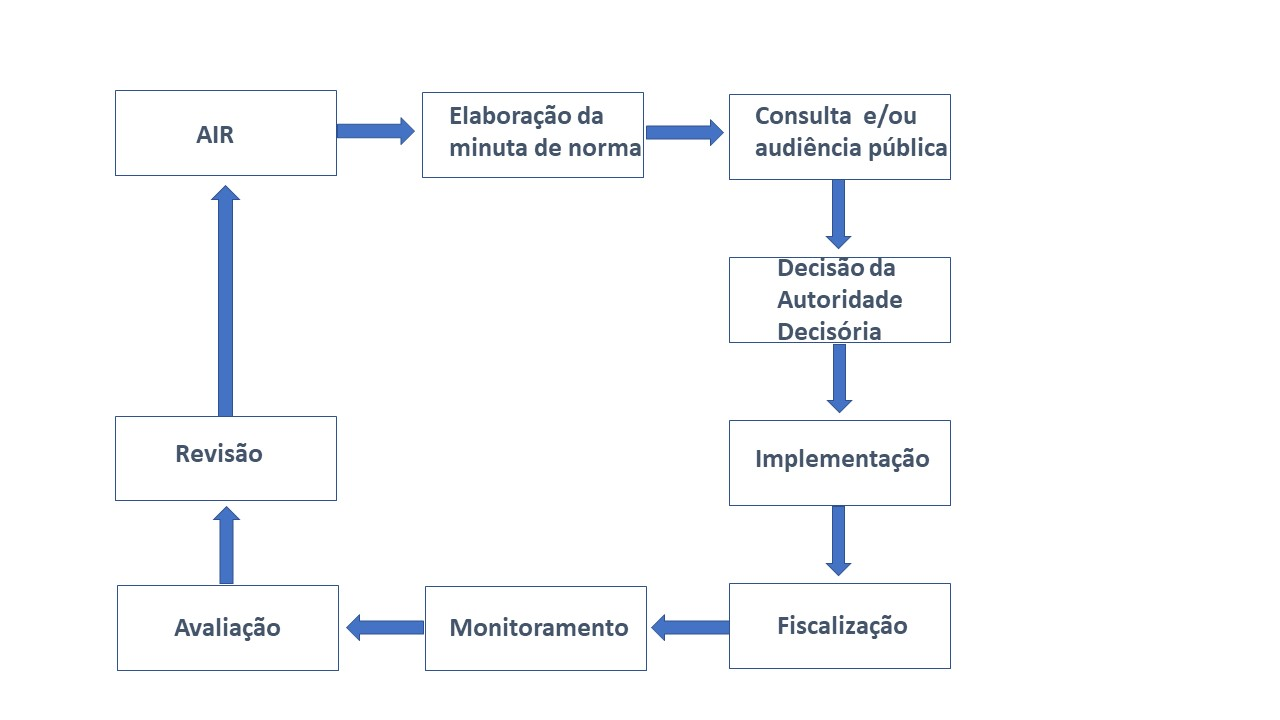 AIR
Elaboração da
minuta de norma
Consulta e/ou
audiência pública
Decisão da
Autoridade
Decisória
Implementação
Fiscalização
Monitoramento
Avaliação
Revisão